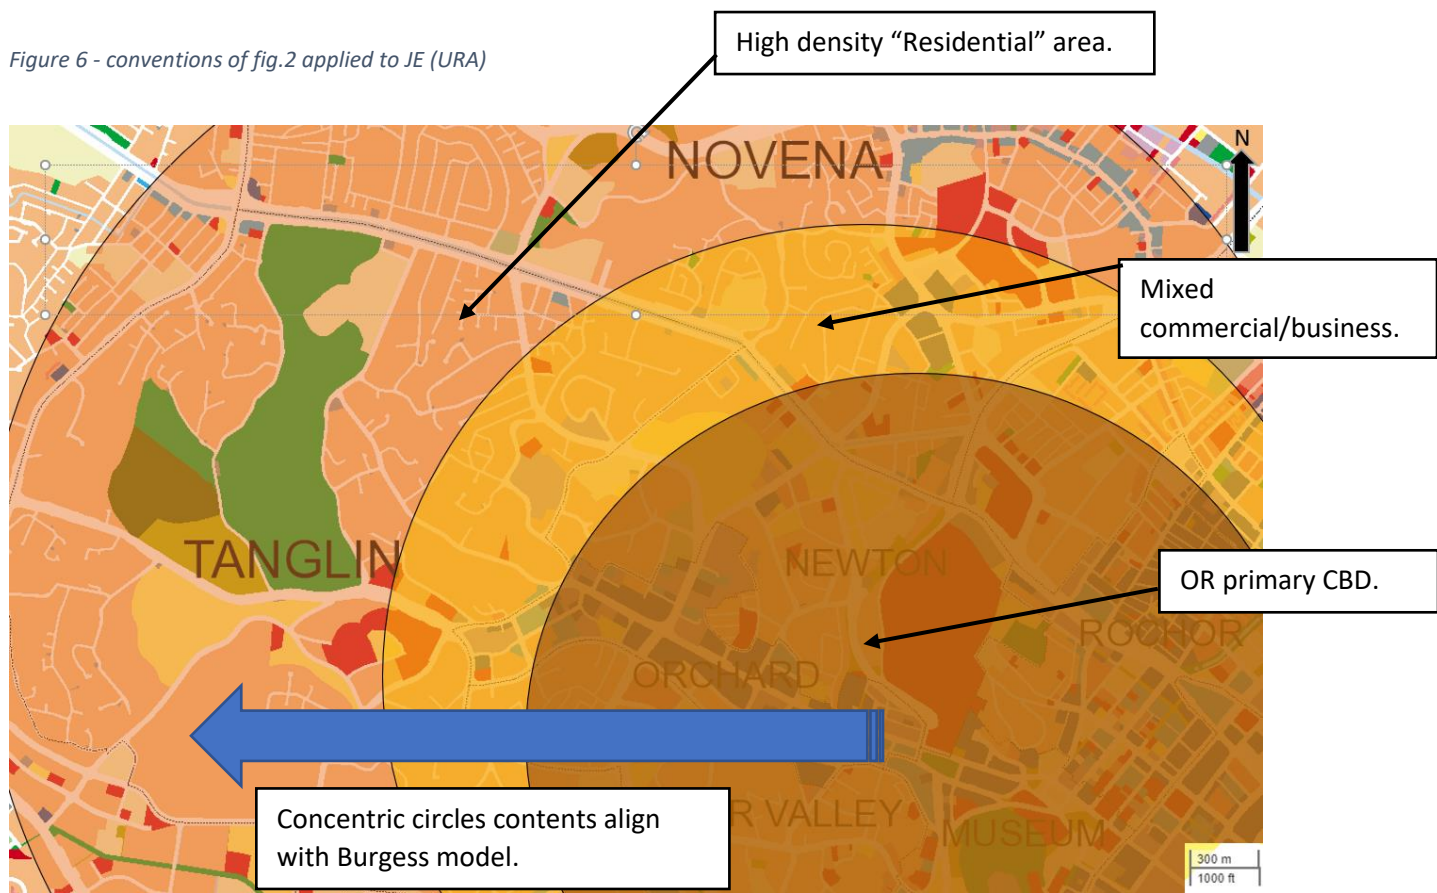 High density “Residential” area.
Figure 6 - conventions of fig.2 applied to JE (URA)
N
NOVENA
Mixed
commercial/business.
TANGLIN
NEWTON
OR primary CBD.
ROCHOR
ORCHARD
R VALLEY
MUSEUM
Concentric circles contents align
with Burgess model.
300 m
1000 ft